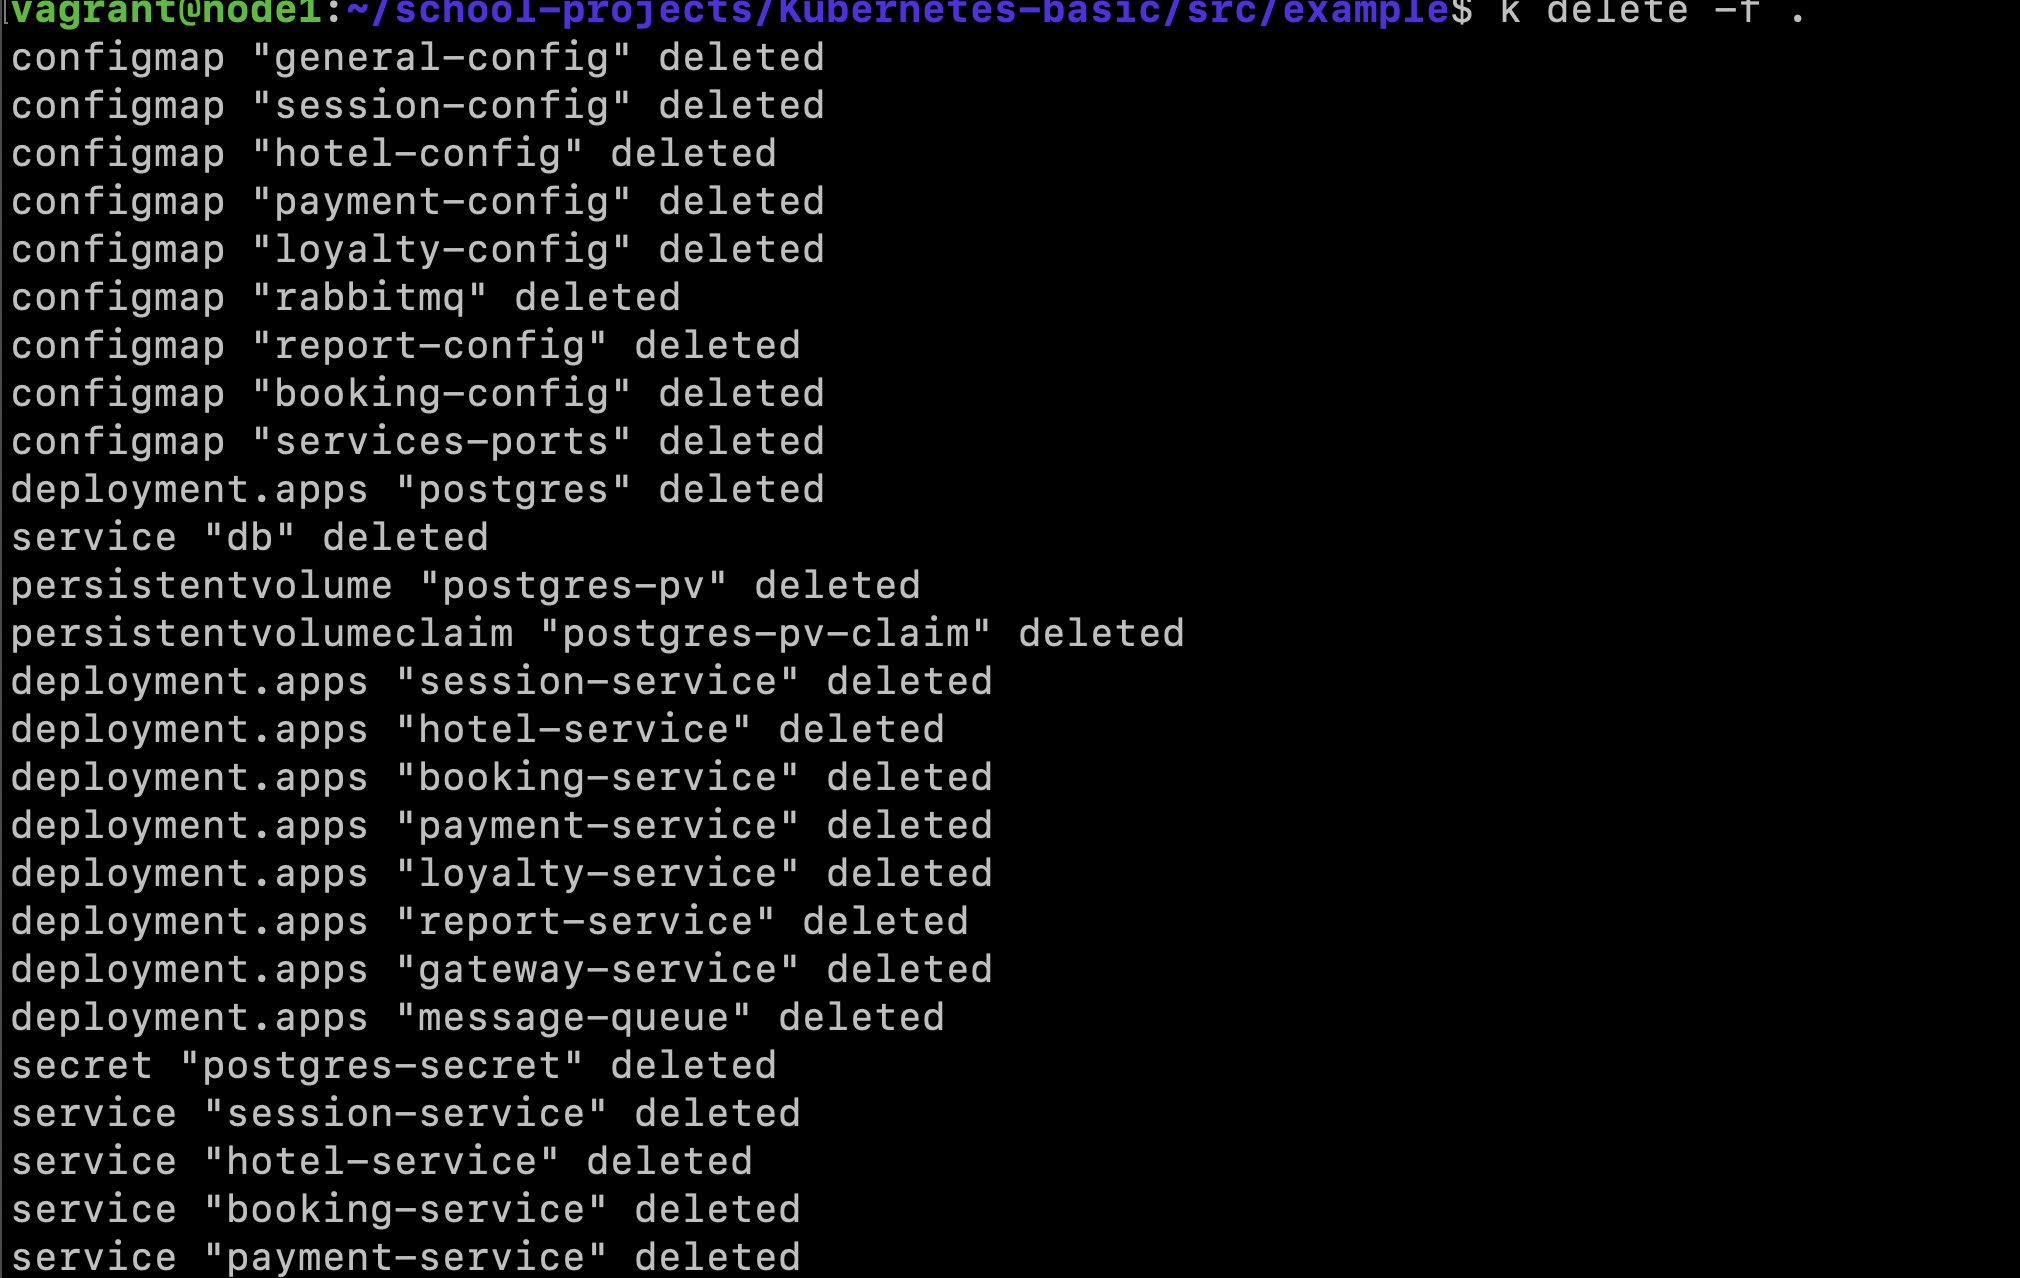 vagrant@node1:~/school-projects/Kubernetes-basic/src/example$ k delete -f .
configmap "general-config" deleted
configmap "session-config" deleted
configmap "hotel-config" deleted
configmap "payment-config" deleted
configmap "loyalty-config" deleted
configmap "rabbitmq" deleted
configmap "report-config" deleted
configmap "booking-config" deleted
configmap "services-ports" deleted
deployment.apps "postgres" deleted
service "db" deleted
persistentvolume "postgres-pv" deleted
persistentvolumeclaim "postgres-pv-claim" deleted
deployment.apps "session-service" deleted
deployment.apps "hotel-service" deleted
deployment.apps "booking-service" deleted
deployment.apps "payment-service" deleted
deployment.apps "loyalty-service" deleted
deployment.apps "report-service" deleted
deployment.apps "gateway-service" deleted
deployment.apps "message-queue" deleted
secret "postgres-secret" deleted
service "session-service" deleted
service "hotel-service" deleted
service "booking-service" deleted
service "payment-service" deleted